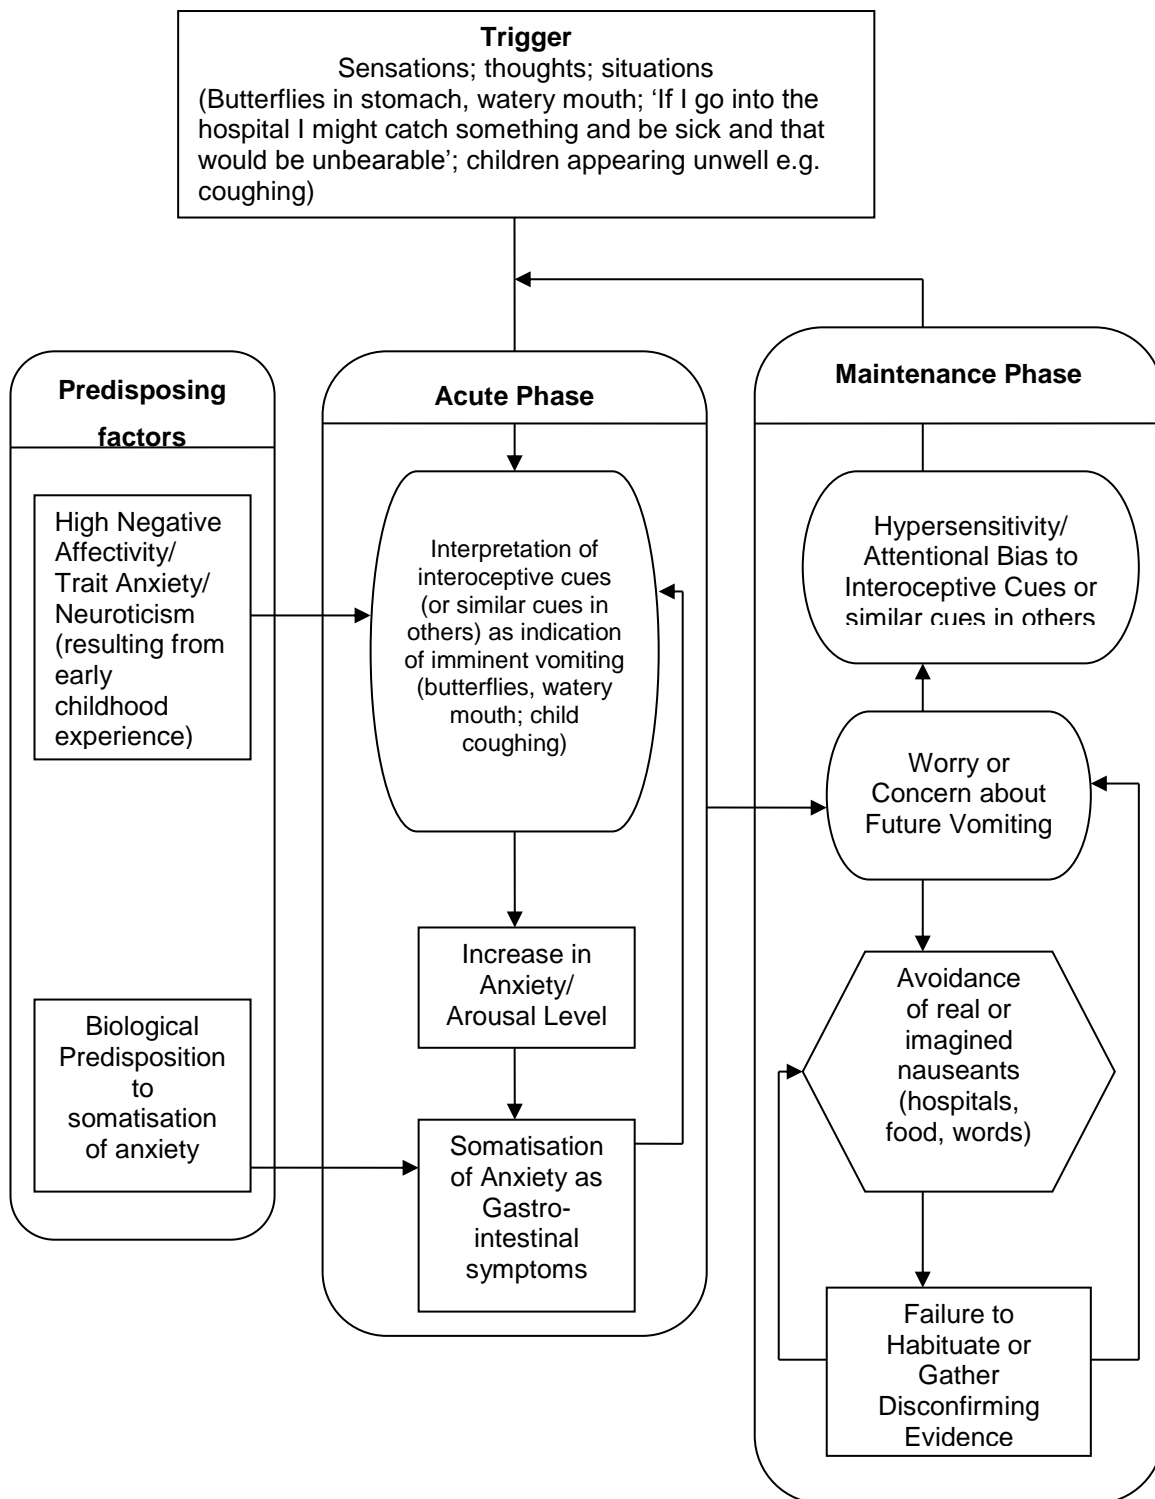 Trigger
Sensations; thoughts; situations
(Butterflies in stomach, watery mouth; ‘If I go into the
hospital I might catch something and be sick and that
would be unbearable’; children appearing unwell e.g.
coughing)
Predisposing
factors
High Negative
Affectivity/
Trait Anxiety/
Neuroticism
(resulting from
early
childhood
experience)
Biological
Predisposition
to
somatisation
of anxiety
Acute Phase
Interpretation of
interoceptive cues
(or similar cues in
others) as indication
of imminent vomiting
(butterflies, watery
mouth; child
coughing)
Increase in
Anxiety/
Arousal Level
Somatisation
of Anxiety as
Gastro-
intestinal
symptoms
Maintenance Phase
Hypersensitivity/
Attentional Bias to
Interoceptive Cues or
similar cues in others
Worry or
Concern about
Future Vomiting
Avoidance
of real or
imagined
nauseants
(hospitals,
food, words)
Failure to
Habituate or
Gather
Disconfirming
Evidence